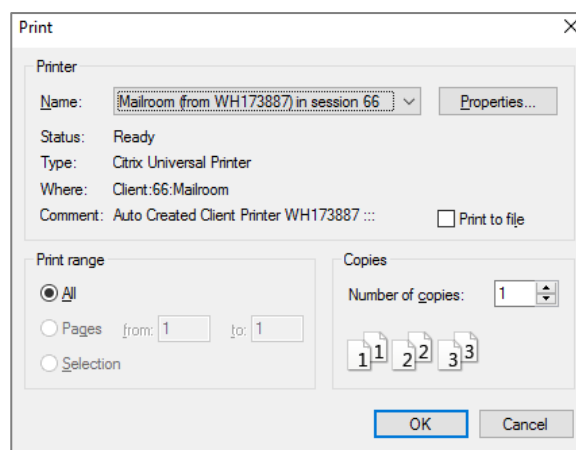 Print
Printer
Name: Mailroom (from WH173887) in session 66 Properties...
Status: Ready
Type: Citrix Universal Printer
Where: Client:66:Mailroom
Comment: Auto Created Client Printer WH173887 ::: Print to file
Print range
All
Pages from: 1 to: 1
Selection
Copies
Number of copies: 1
1 1 2 2 3 3
OK Cancel